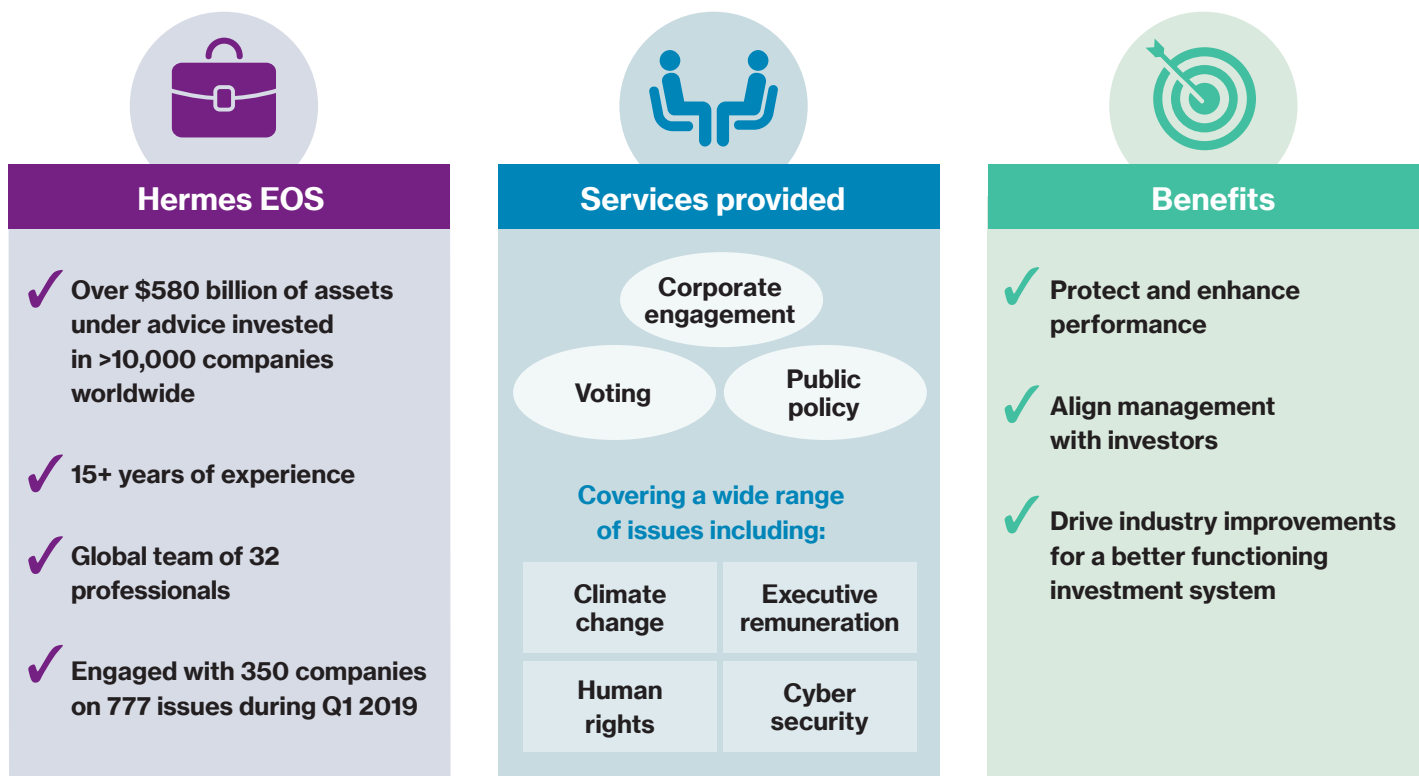 Hermes EOS
Over $580 billion of assets
under advice invested
in >10,000 companies
worldwide
15+ years of experience
Global team of 32
professionals
Engaged with 350 companies
on 777 issues during Q1 2019
Services provided
Corporate
engagement
Voting
Public
policy
Covering a wide range
of issues including:
Climate
change
Executive
remuneration
Human
rights
Cyber
security
Benefits
Protect and enhance
performance
Align management
with investors
Drive industry improvements
for a better functioning
investment system